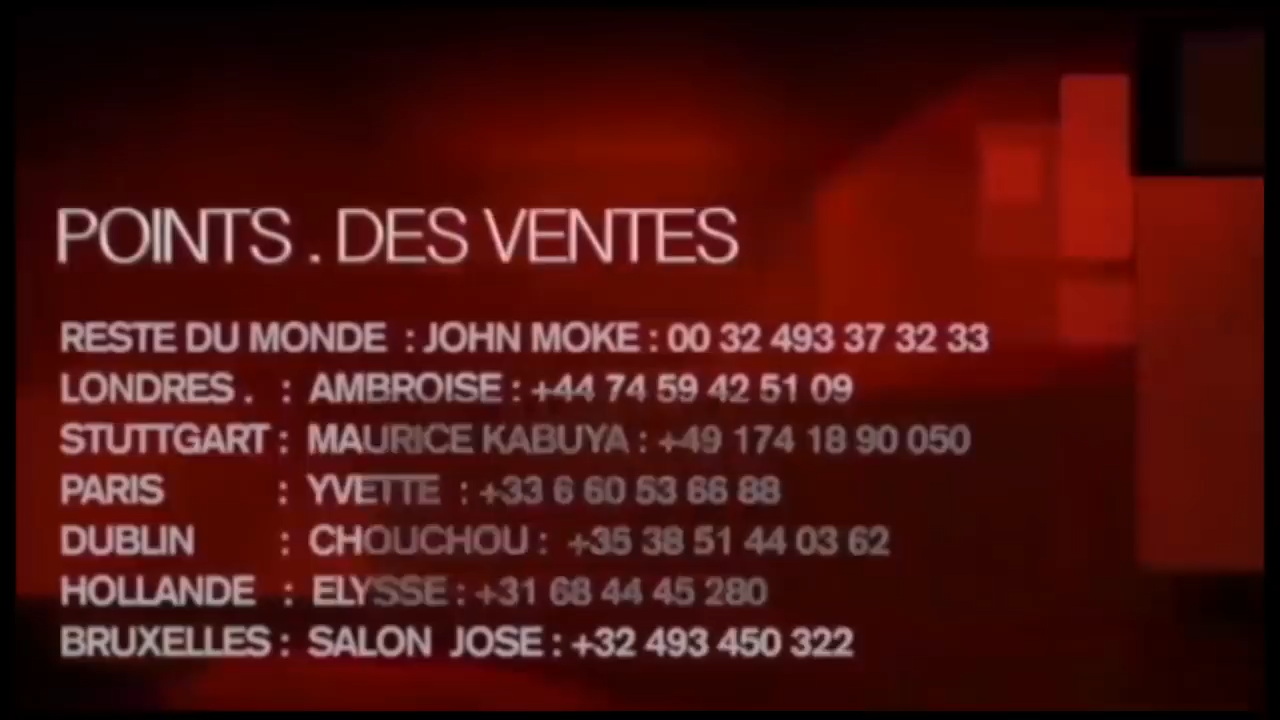 POINTS . DES VENTES
RESTE DU MONDE : JOHN MOKE : 00 32 493 37 32 33
LONDRES . : AMBROISE : +44 74 59 42 51 09
STUTTGART : MAURICE KABUYA : +49 174 18 90 050
PARIS : YVETTE : +33 6 60 53 66 88
DUBLIN : CHOUCHOU : +35 38 51 44 03 62
HOLLANDE : ELYSSE : +31 68 44 45 280
BRUXELLES : SALON JOSE : +32 493 450 322